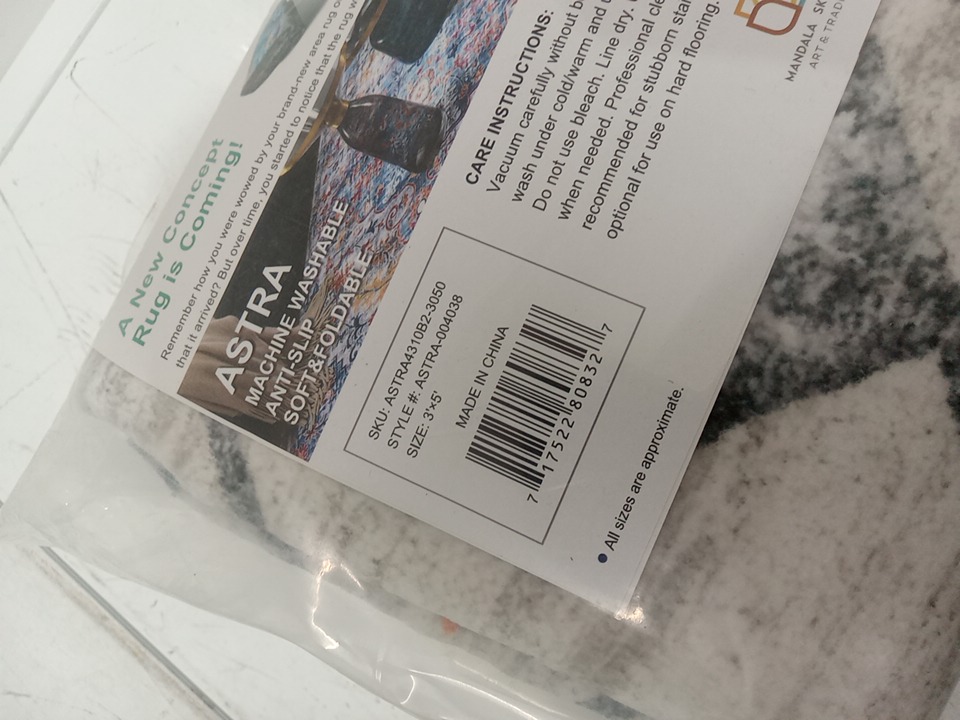 A New Concept
Rug is Coming!
Remember how you were wowed by your brand-new area rug
that it arrived? But over time, you started to notice that the rug
ASTRA
MACHINE WASHABLE
ANTI-SLIP
SOFT & FOLDABLE
SKU: ASTRA4310B2-3050
STYLE #: ASTRA-004038
SIZE: 3'x5'
MADE IN CHINA
7 17522 80832 7
• All sizes are approximate.
CARE INSTRUCTIONS:
Vacuum carefully without
wash under cold/warm and
Do not use bleach. Line dry.
when needed. Professional
recommended for stubborn
optional for use on hard flooring.
MANDALA
ART & TRADI